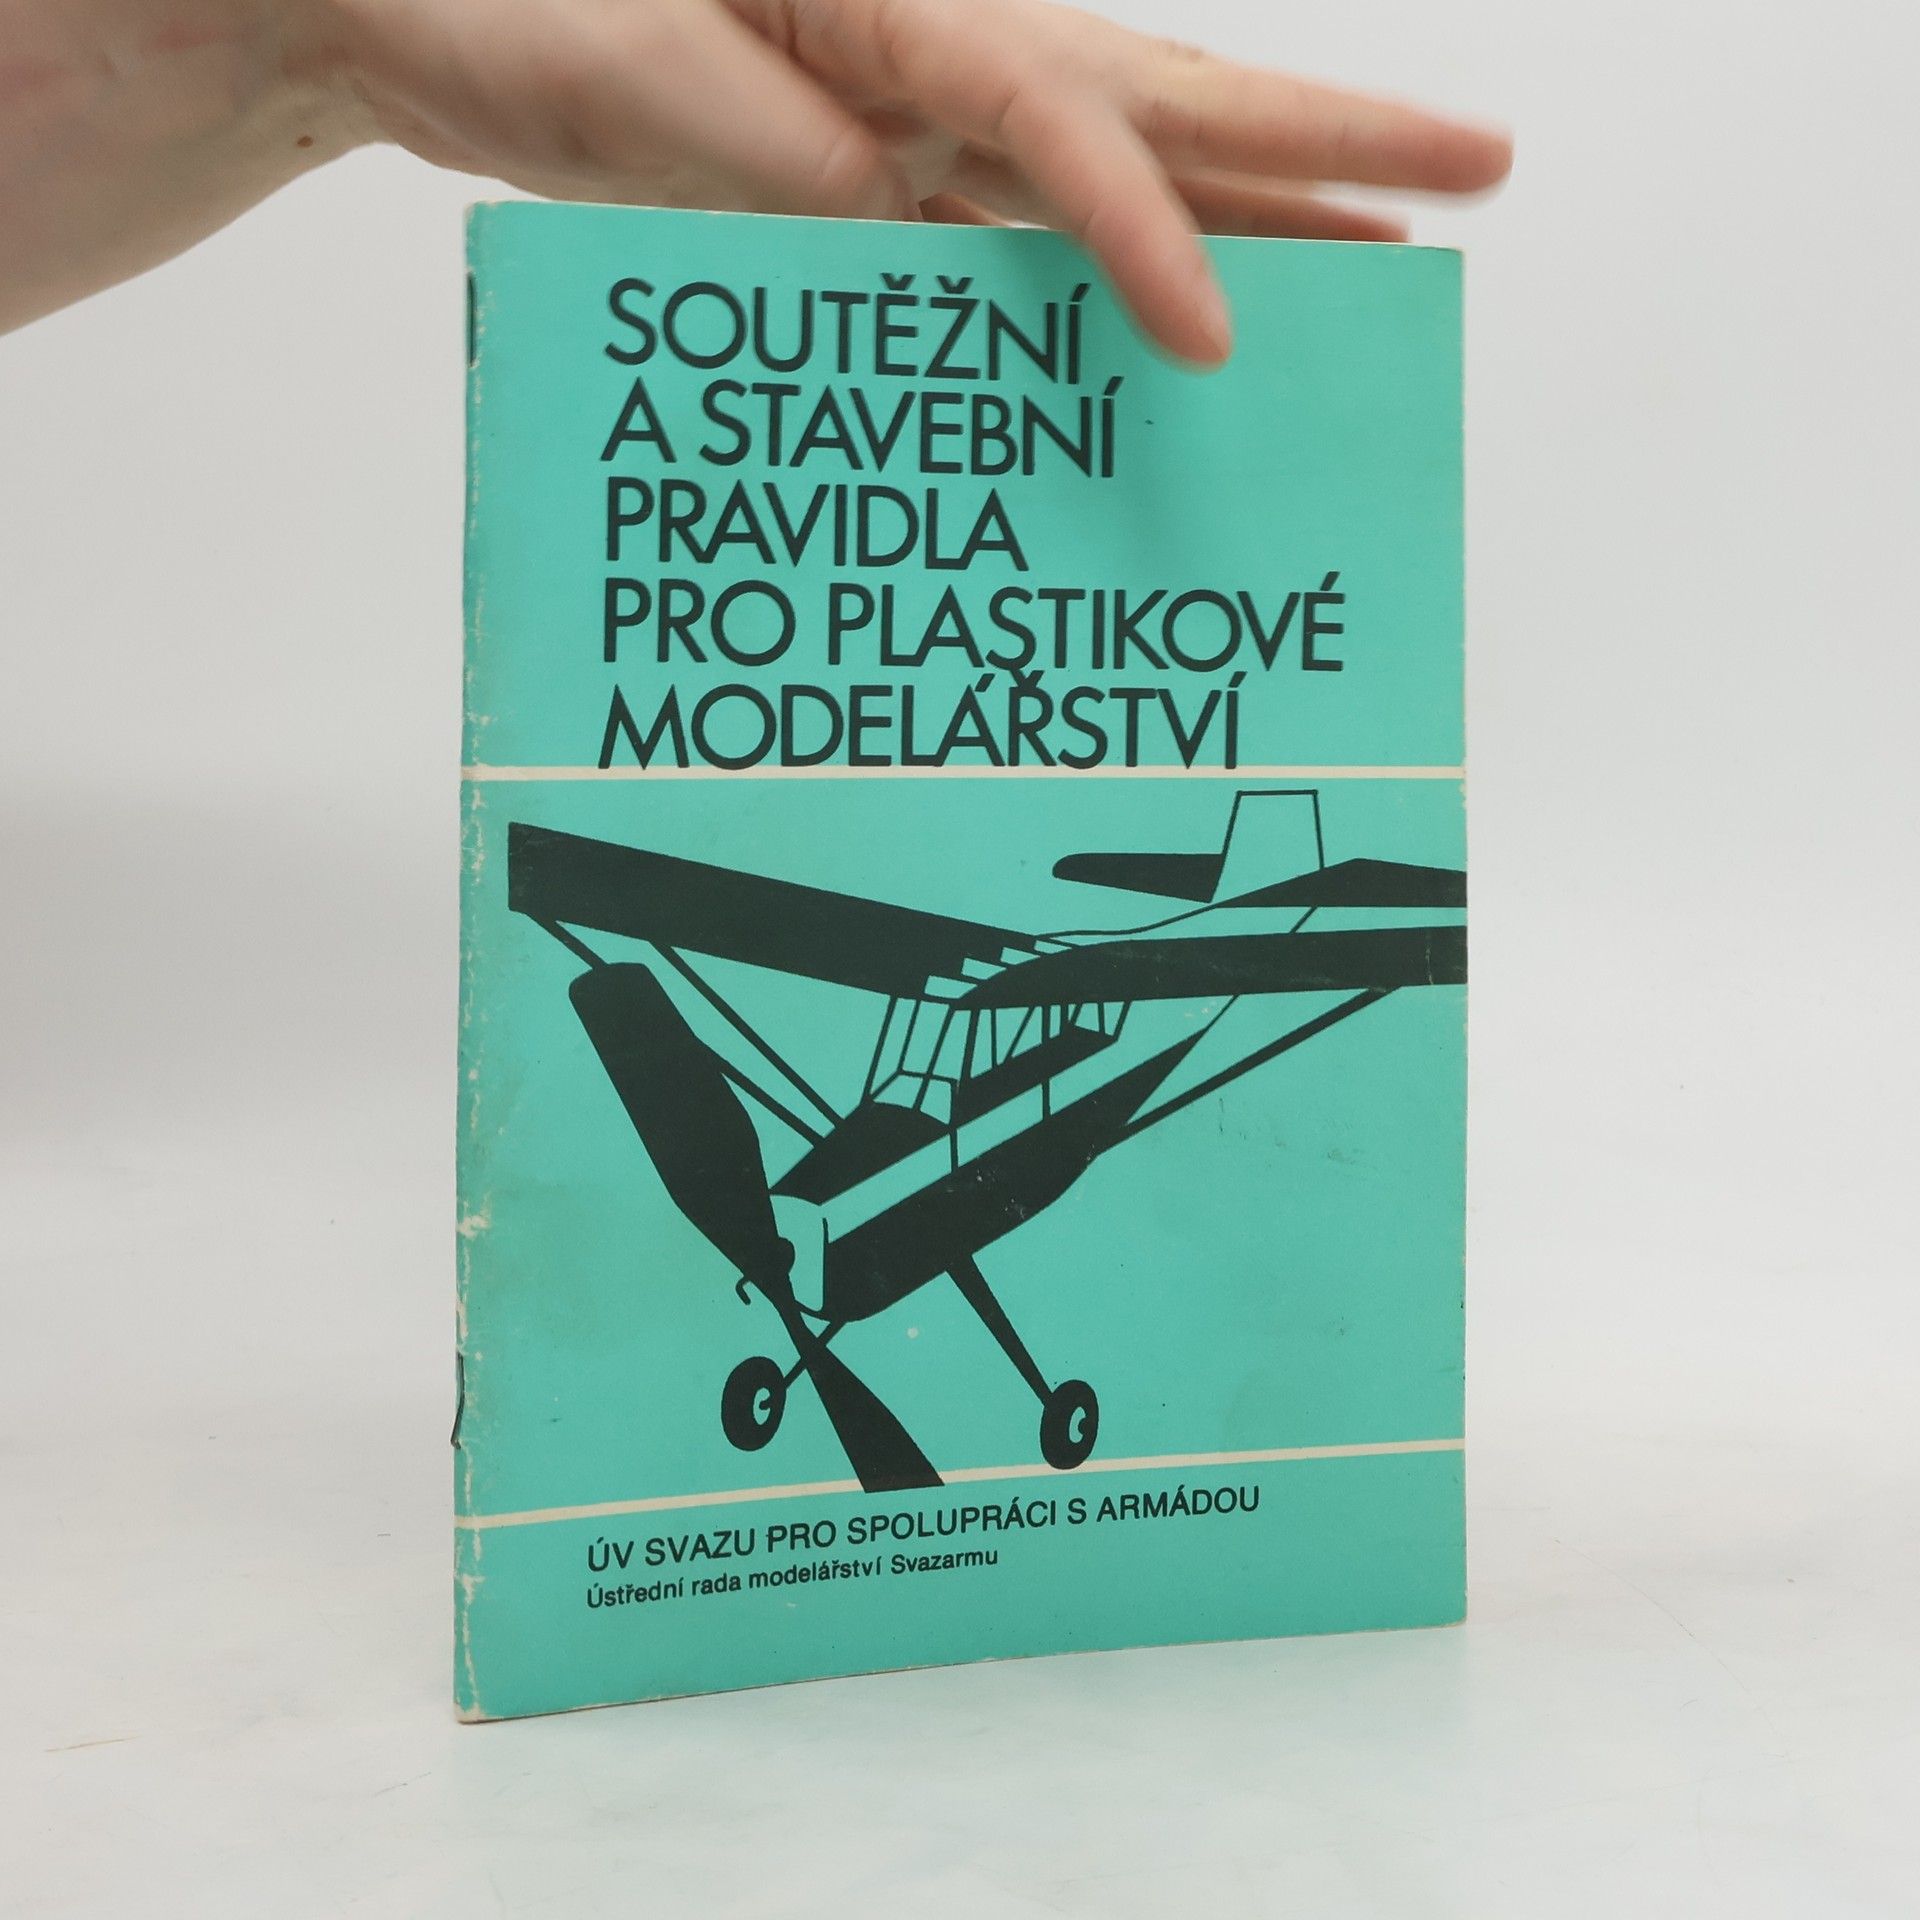 SOUTĚŽNÍ
A STAVEBNÍ
PRAVIDLA
PRO PLASTIKOVÉ
MODELÁŘSTVÍ
ÚV SVAZU PRO SPOLUPRÁCI S ARMÁDOU
Ústřední rada modelářství Svazarmu